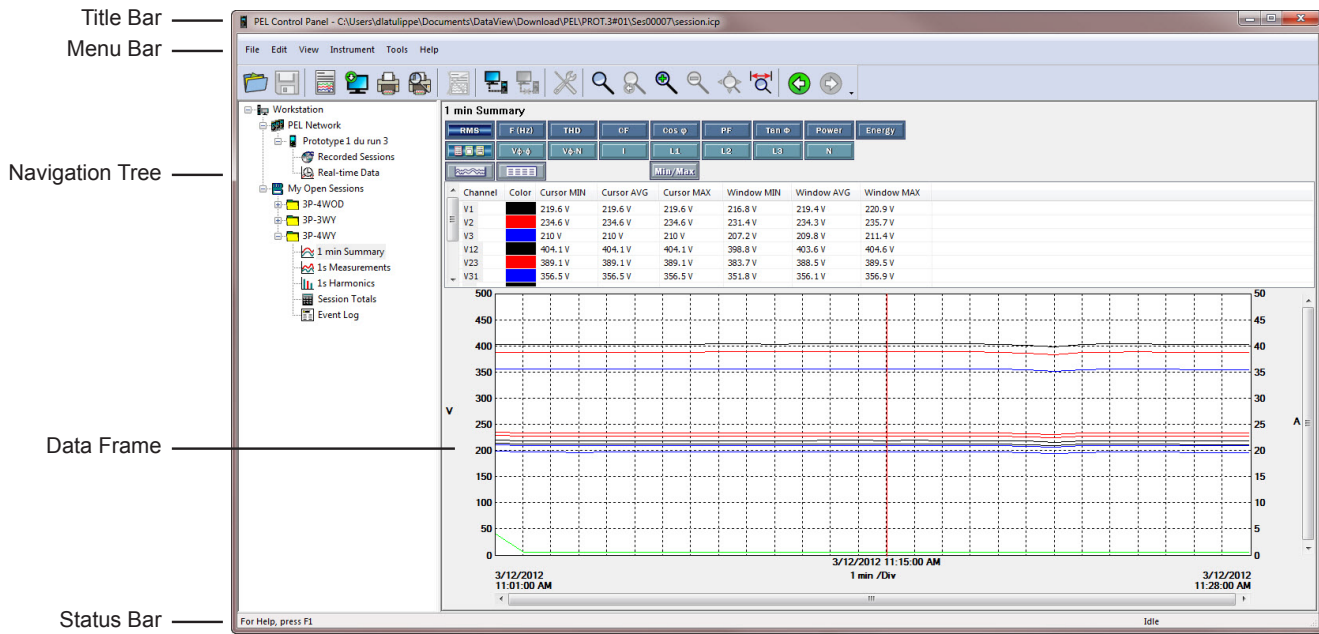 Title Bar
PEL Control Panel - C:\Users\dlatulippe\Documents\DataView\Download\PEL\PROT.3#01\Ses00007\session.icp
Menu Bar
File Edit View Instrument Tools Help
Navigation Tree
Workstation
PEL Network
Prototype 1 du run 3
Recorded Sessions
Real-time Data
My Open Sessions
3P-4WOD
3P-3WY
3P-4WY
1 min Summary
1s Measurements
1s Harmonics
Session Totals
Event Log
1 min Summary
RMS F (HZ) THD CF Cos φ PF Tan Φ Power Energy
Vϕ-ϕ Vϕ-N I L1 L2 L3 N
Min/Max
Channel Color Cursor MIN Cursor AVG Cursor MAX Window MIN Window AVG Window MAX
V1 219.6 V 219.6 V 219.6 V 216.8 V 219.4 V 220.9 V
V2 234.6 V 234.6 V 234.6 V 231.4 V 234.3 V 235.7 V
V3 210 V 210 V 210 V 207.2 V 209.8 V 211.4 V
V12 404.1 V 404.1 V 404.1 V 398.8 V 403.6 V 404.6 V
V23 389.1 V 389.1 V 389.1 V 383.7 V 388.5 V 389.5 V
V31 356.5 V 356.5 V 356.5 V 351.8 V 356.1 V 356.9 V
Data Frame
500 50
450 45
400 40
350 35
300 30
V A
250 25
200 20
150 15
100 10
50 5
0 0
3/12/2012 11:15:00 AM
3/12/2012 1 min /Div 3/12/2012
11:01:00 AM 11:28:00 AM
Status Bar
For Help, press F1 Idle